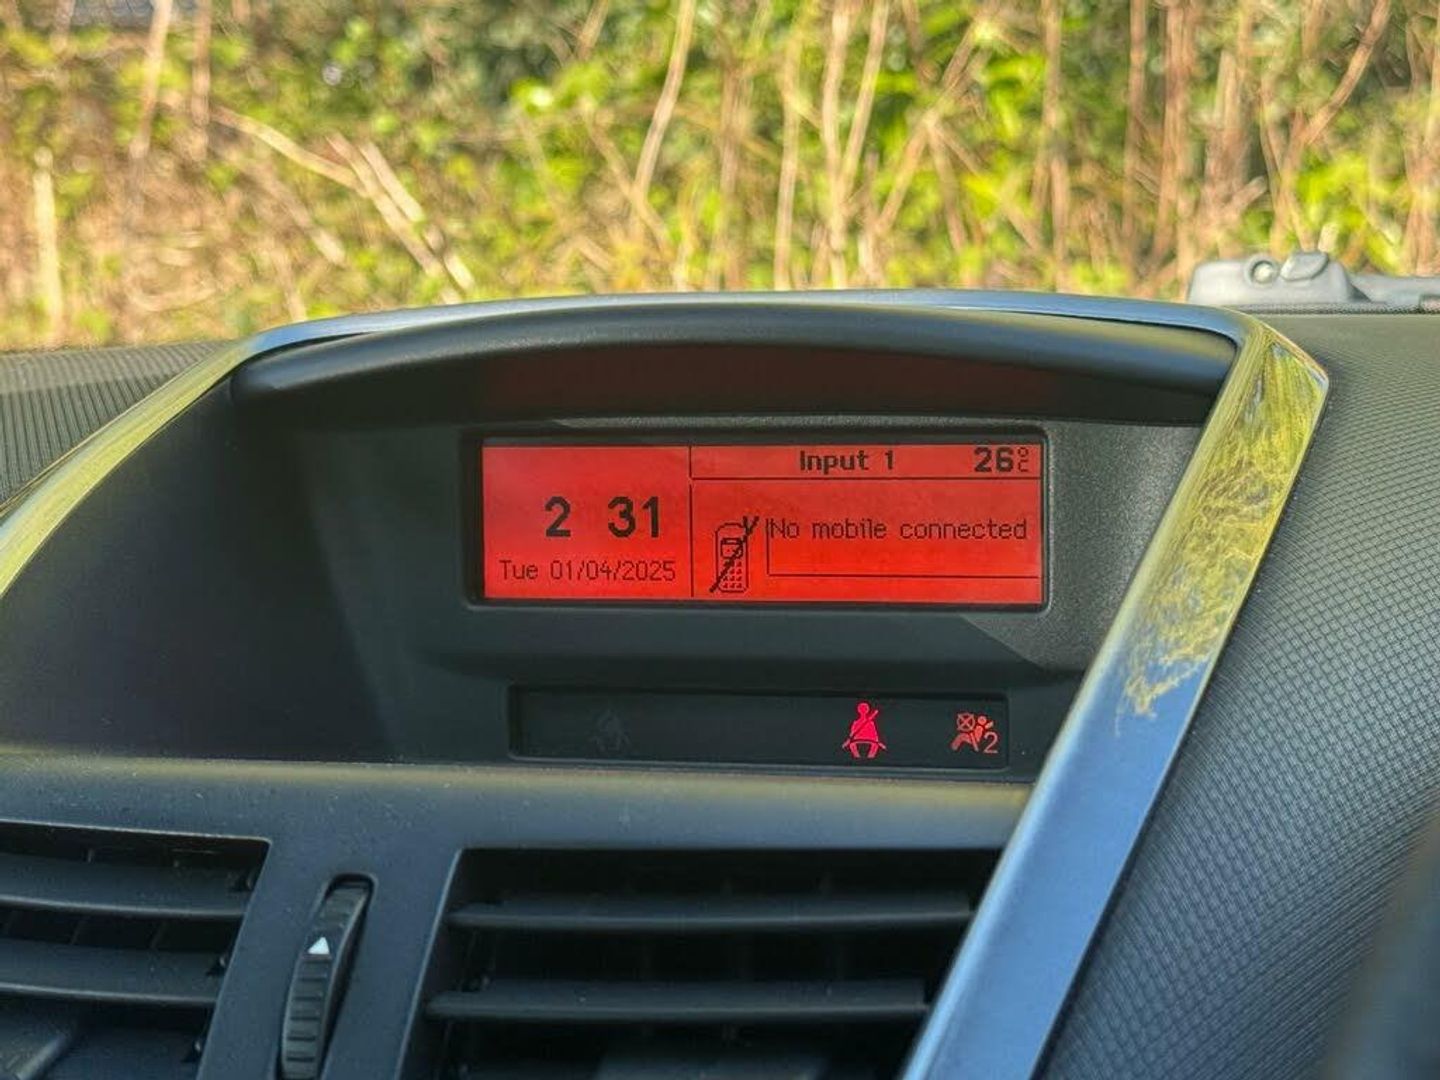 Input 1 26°C
2 31
No mobile connected
Tue 01/04/2025
2